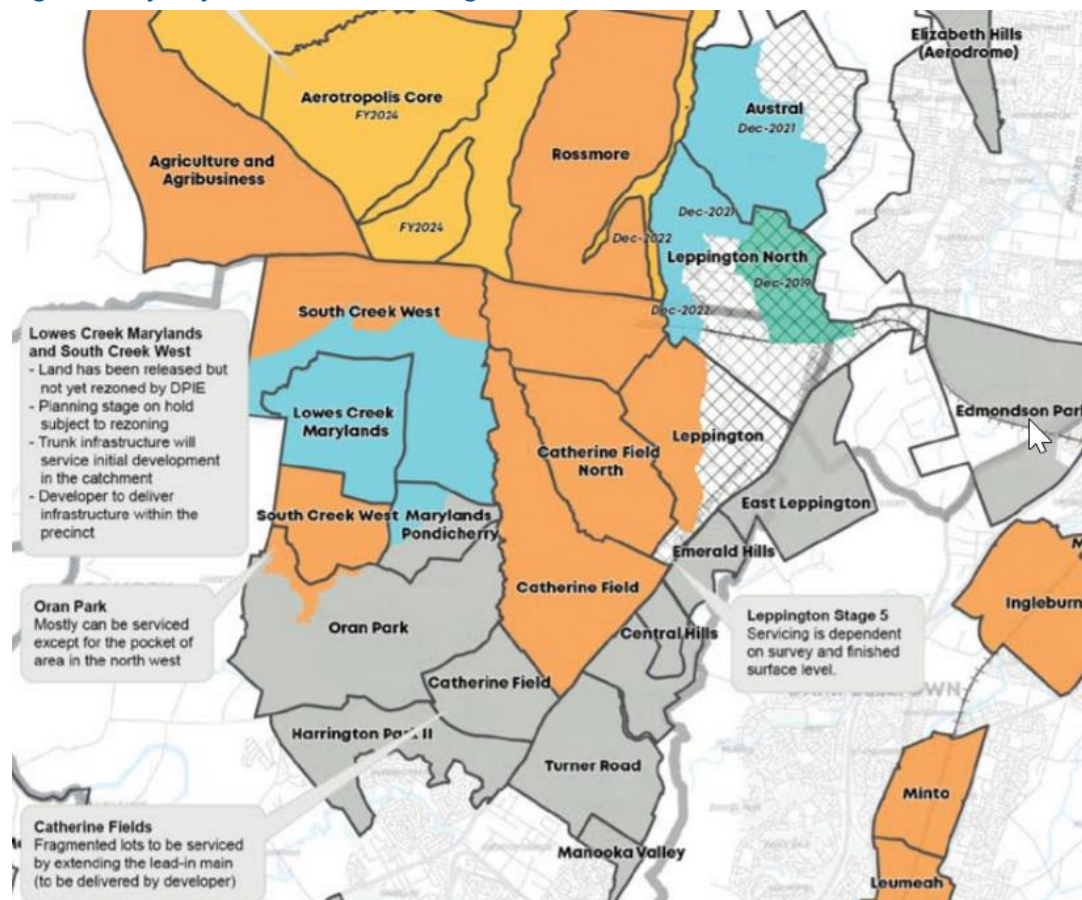 Elizabeth Hills
(Aerodrome)
Aerotropolis Core
FY2024
Austral
Dec-2021
Agriculture and
Agribusiness
Rossmore
FY2024
Dec-2021
Dec-2022
Leppington North
Dec-2019
South Creek West
Lowes Creek Marylands
and South Creek West
- Land has been released but
not yet rezoned by DPIE
- Planning stage on hold
subject to rezoning
- Trunk infrastructure will
service initial development
in the catchment
- Developer to deliver
infrastructure within the
precinct
Lowes Creek
Marylands
Edmondson Par
Leppington
Catherine Field
North
East Leppington
South Creek West
Marylands
Pondicherry
Emerald Hills
Catherine Field
Ingleburn
Oran Park
Mostly can be serviced
except for the pocket of
area in the north west
Oran Park
Central Hills
Leppington Stage 5
Servicing is dependent
on survey and finished
surface level.
Catherine Field
Harrington Park II
Turner Road
Minto
Catherine Fields
Fragmented lots to be serviced
by extending the lead-in main
(to be delivered by developer)
Manooka Valley
Leumeah